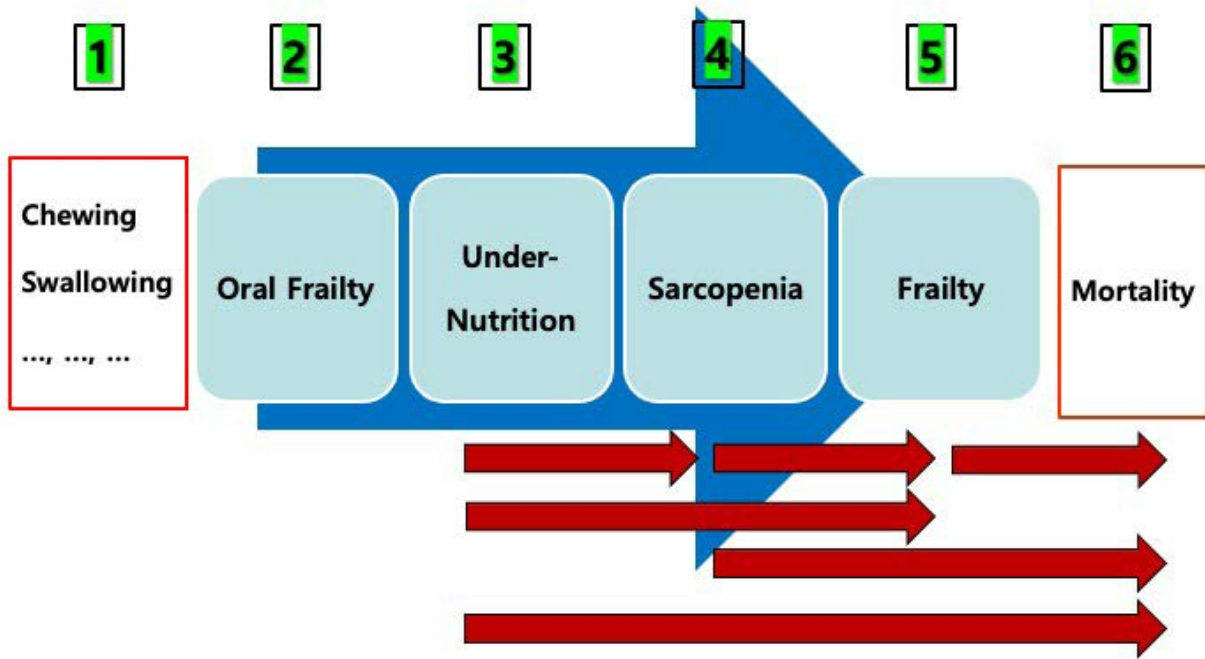 1
2
3
4
5
6
Chewing
Swallowing
..., ..., ...
Oral Frailty
Under-
Nutrition
Sarcopenia
Frailty
Mortality